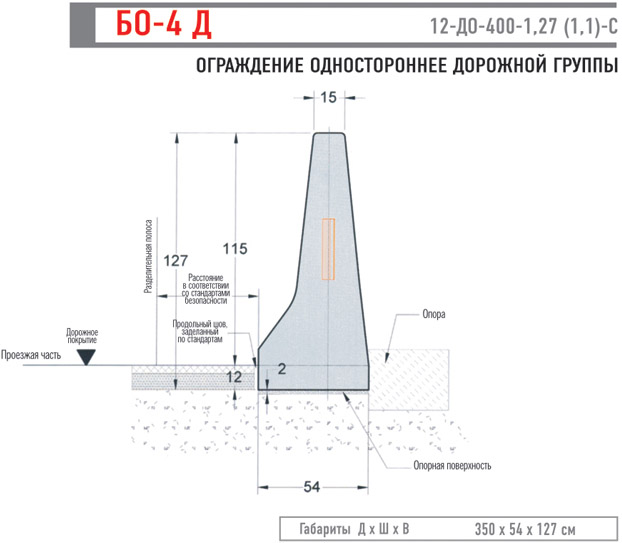 БО-4 Д
12-ДО-400-1,27 (1,1)-С
ОГРАЖДЕНИЕ ОДНОСТОРОННЕЕ ДОРОЖНОЙ ГРУППЫ
15
Разделительная полоса
127
115
Расстояние
в соответствии
со стандартами
безопасности
Продольный шов,
заделанный
по стандартам
Опора
Дорожное
покрытие
Проезжая часть
12
2
Опорная поверхность
54
Габариты Д х Ш х В
350 х 54 х 127 см